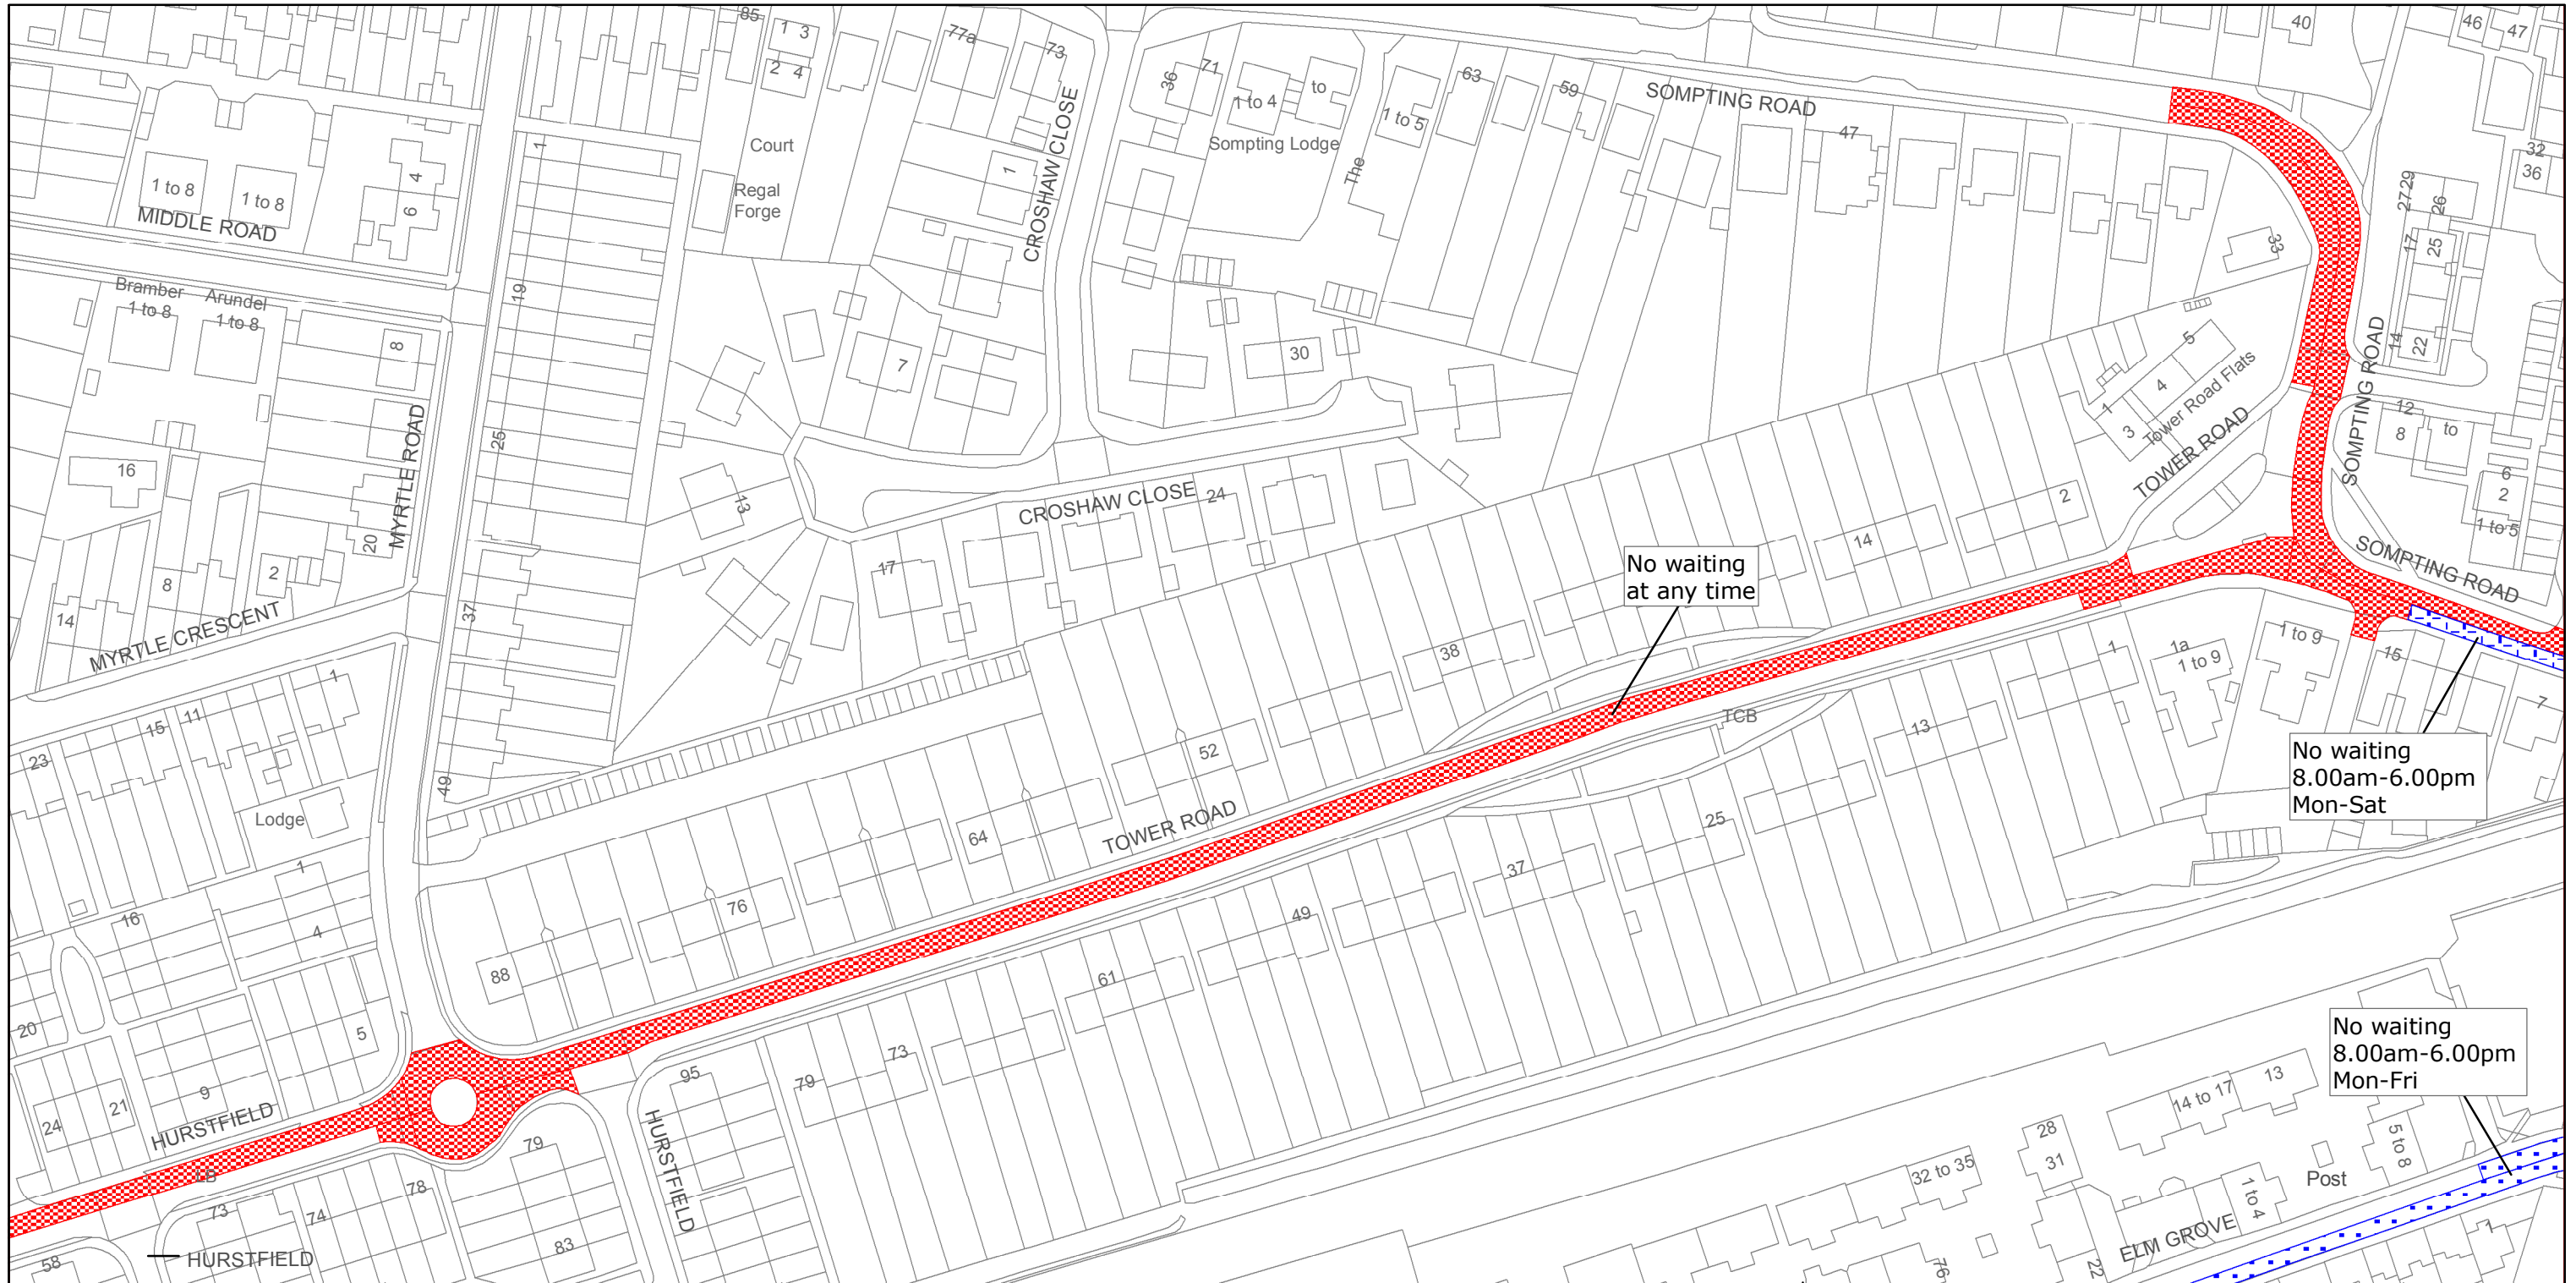 85
1 3
2 4
77a
73
36
71
1 to 4
to
63
1 to 5
59
SOMPTING ROAD
47
40
46
47
32
36
Court
Sompting Lodge
The
CROSHAW CLOSE
1
1
4
6
1 to 8
1 to 8
MIDDLE ROAD
Regal
Forge
27
29
26
17
25
33
14
22
SOMPTING ROAD
Bramber
1 to 8
Arundel
1 to 8
19
8
7
30
5
4
1
3
Tower Road Flats
TOWER ROAD
12
8
to
6
2
1 to 5
16
MYRTLE ROAD
25
13
CROSHAW CLOSE
24
2
14
20
17
No waiting
at any time
SOMPTING ROAD
2
8
14
MYRTLE CRESCENT
37
38
1
1a
1 to 9
1 to 9
15
7
1
11
15
23
49
52
TCB
13
No waiting
8.00am-6.00pm
Mon-Sat
Lodge
TOWER ROAD
64
25
1
37
16
4
76
49
88
61
5
20
9
21
24
HURSTFIELD
95
79
73
HURSTFIELD
No waiting
8.00am-6.00pm
Mon-Fri
13
14 to 17
28
31
5 to 8
32 to 35
Post
1 to 4
LB
79
78
74
73
83
58
HURSTFIELD
76
22
ELM GROVE
1